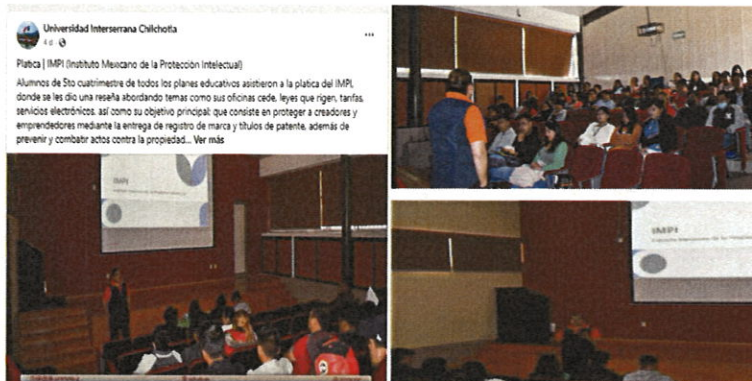 Universidad Interserrana Chilchotla
4 d
Platica | IMPI (Instituto Mexicano de la Protección Intelectual)
Alumnos de 5to cuatrimestre de todos los planes educativos asistieron a la platica del IMPI,
donde se les dio una reseña abordando temas como sus oficinas cede, leyes que rigen, tarifas,
servicios electrónicos, así como su objetivo principal; que consiste en proteger a creadores y
emprendedores mediante la entrega de registro de marca y títulos de patente, además de
prevenir y combatir actos contra la propiedad... Ver más
IMPI
IMPI